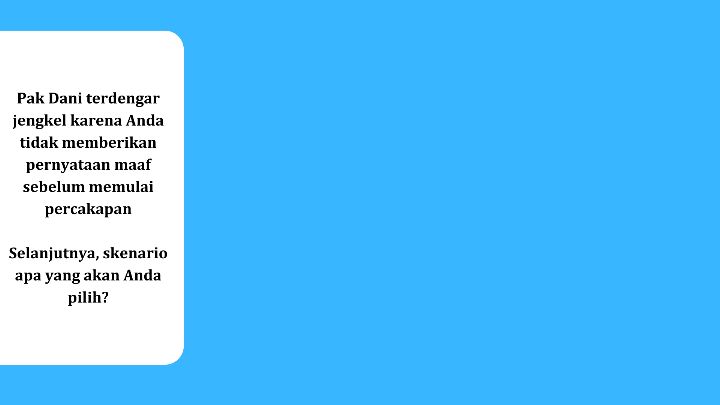 Pak Dani terdengar
jengkel karena Anda
tidak memberikan
pernyataan maaf
sebelum memulai
percakapan
Selanjutnya, skenario
apa yang akan Anda
pilih?